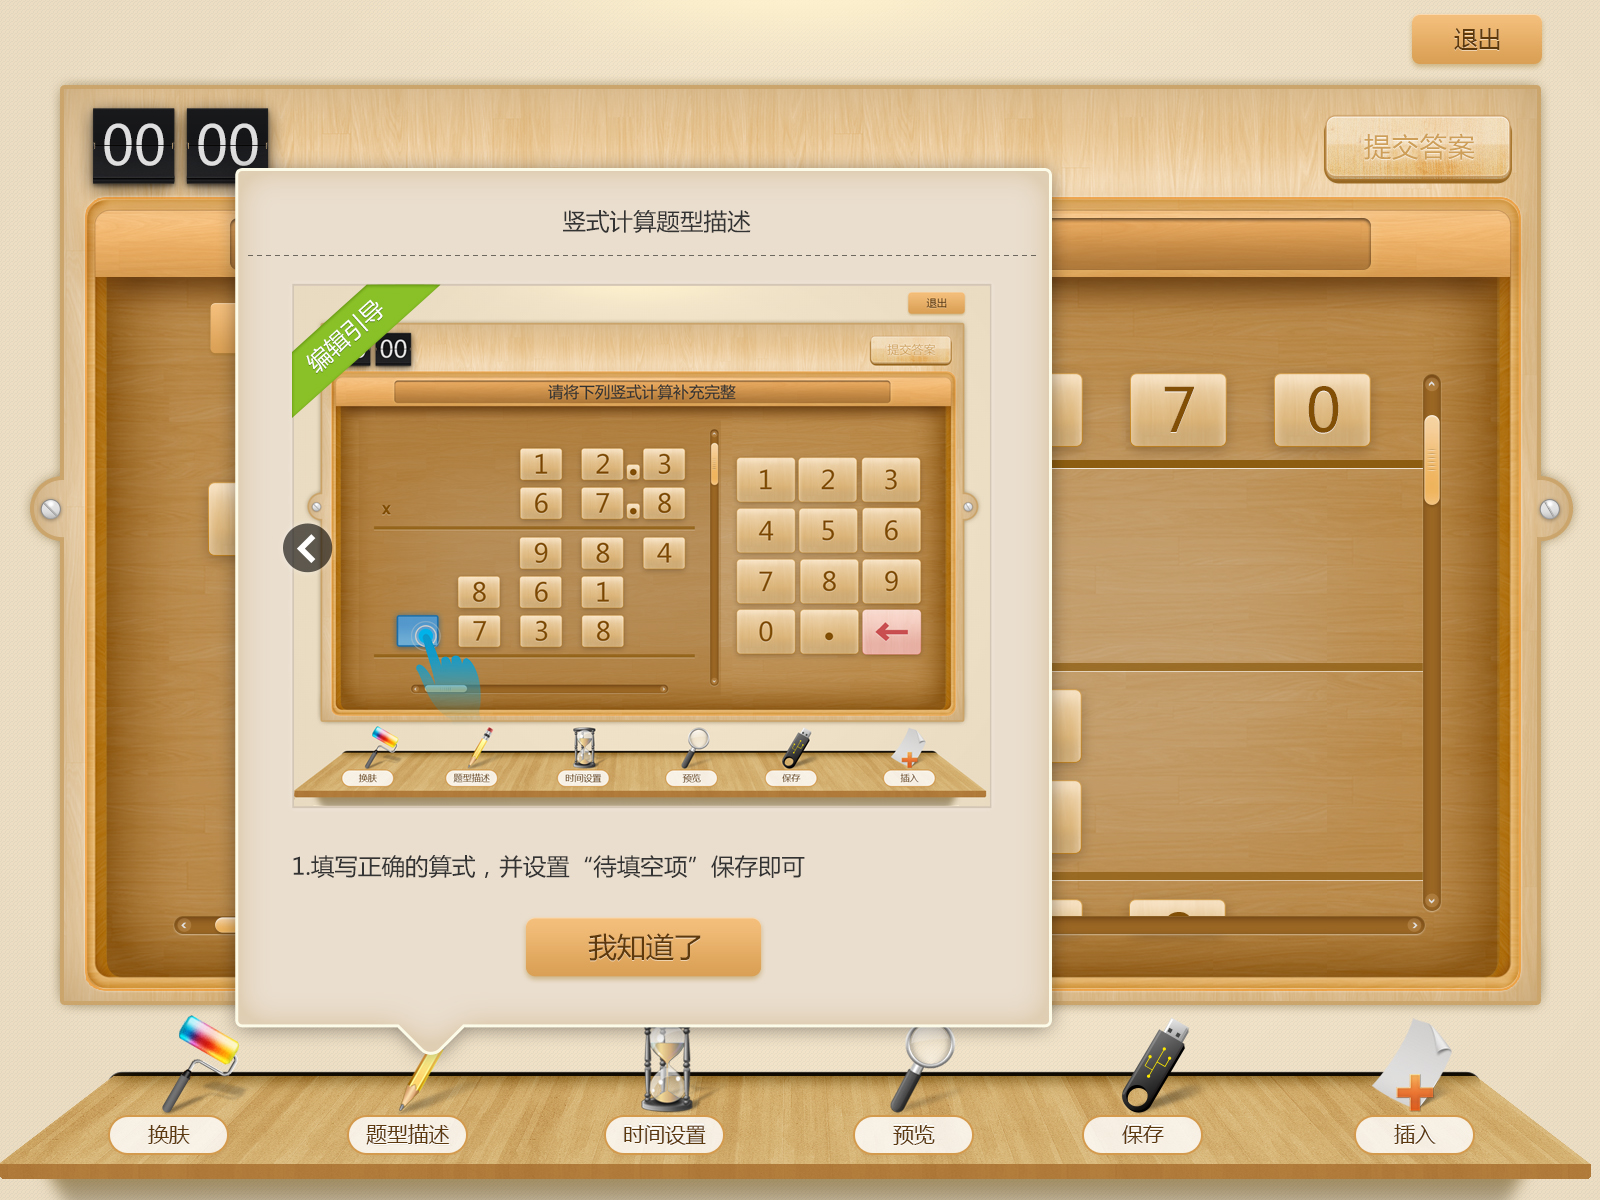 退出
00 00
提交答案
竖式计算题型描述
编辑引导
退出
00
提交答案
请将下列竖式计算补充完整
1 2 . 3
x 6 7 . 8
9 8 4
8 6 1
7 3 8
1 2 3
4 5 6
7 8 9
0 .
换肤 题型描述 时间设置 预览 保存 插入
7 0
1.填写正确的算式，并设置“待填空项”保存即可
我知道了
换肤 题型描述 时间设置 预览 保存 插入